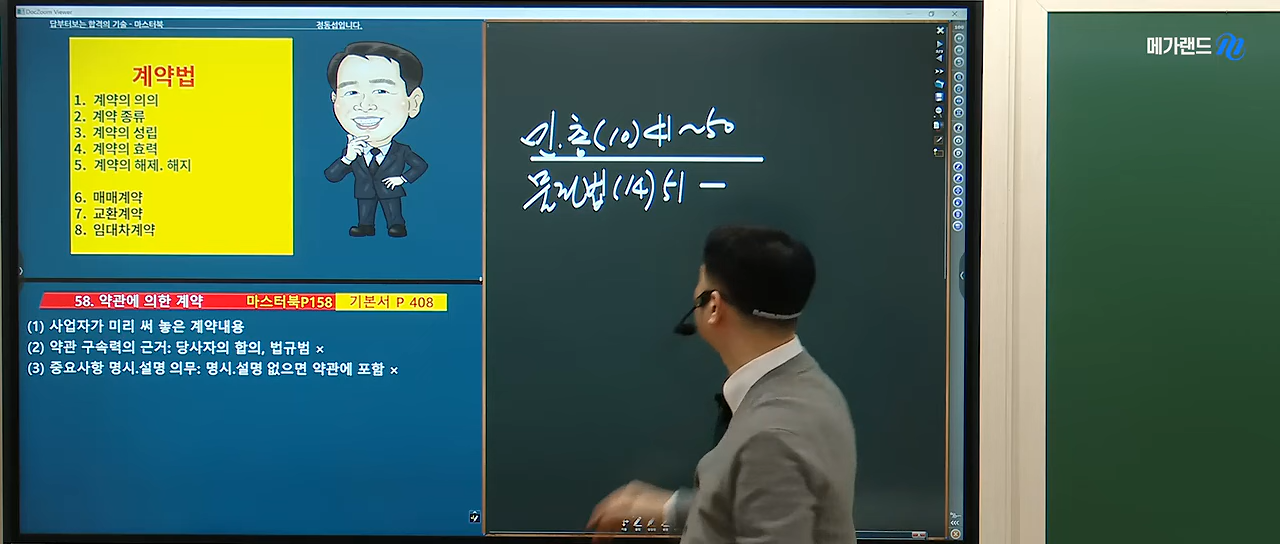 DocZoom Viewer
답부터보는 합격의 기술 - 마스터북
정동섭입니다.
계약법
1. 계약의 의의
2. 계약 종류
3. 계약의 성립
4. 계약의 효력
5. 계약의 해제. 해지
6. 매매계약
7. 교환계약
8. 임대차계약
58. 약관에 의한 계약 마스터북P158 기본서 P 408
(1) 사업자가 미리 써 놓은 계약내용
(2) 약관 구속력의 근거: 당사자의 합의, 법규범 ×
(3) 중요사항 명시.설명 의무: 명시.설명 없으면 약관에 포함 ×
민.총(10) 41~50
물권법(14) 51 ー
메가랜드